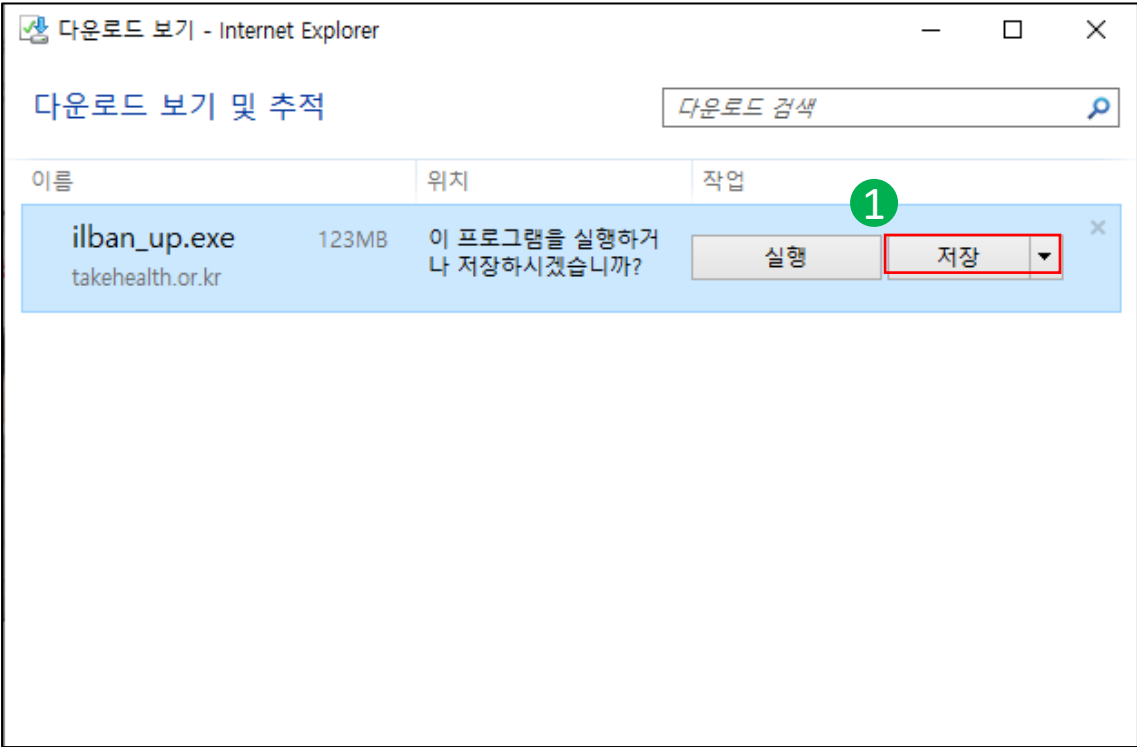 다운로드 보기 - Internet Explorer
다운로드 보기 및 추적
다운로드 검색
이름 위치 작업
1
ilban_up.exe 123MB 이 프로그램을 실행하거 실행 저장
takehealth.or.kr 나 저장하시겠습니까?